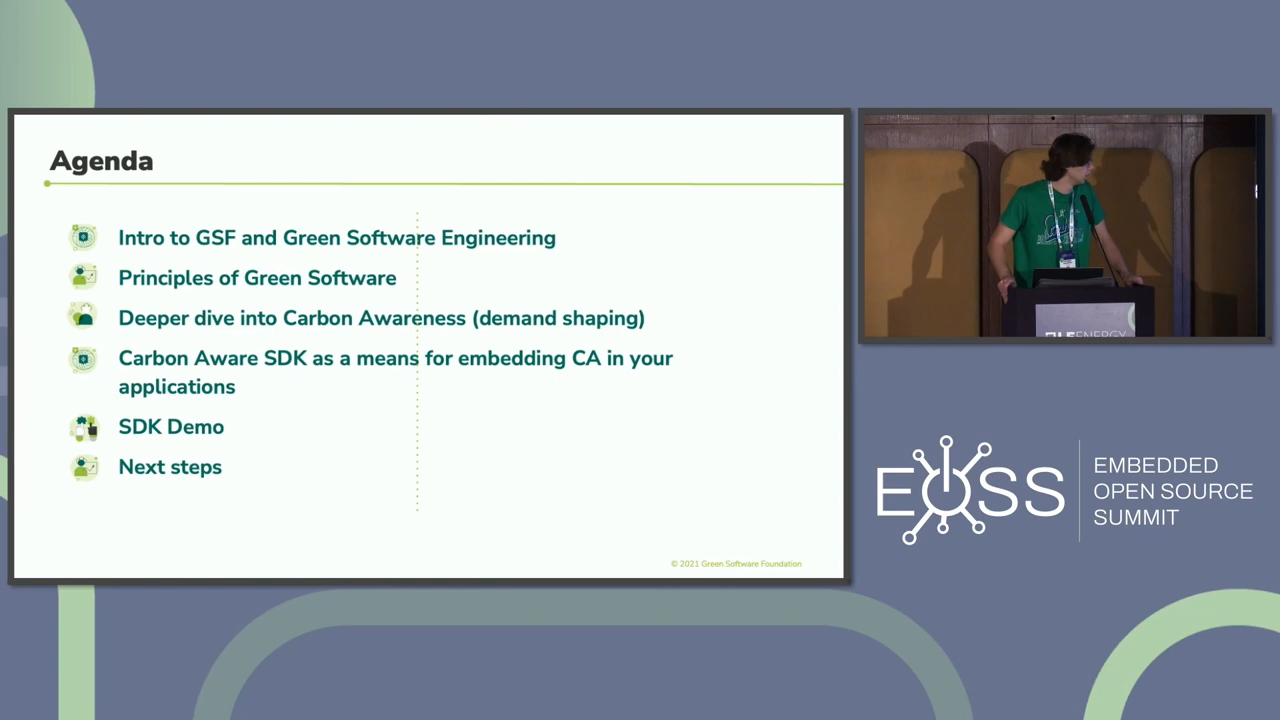 Agenda
Intro to GSF and Green Software Engineering
Principles of Green Software
Deeper dive into Carbon Awareness (demand shaping)
Carbon Aware SDK as a means for embedding CA in your
applications
SDK Demo
Next steps
© 2021 Green Software Foundation
EOSS
EMBEDDED
OPEN SOURCE
SUMMIT